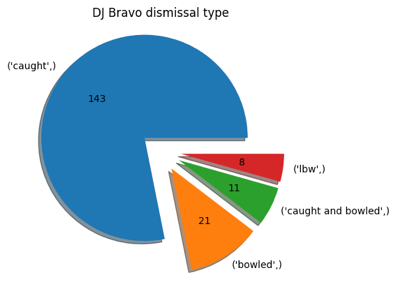 DJ Bravo dismissal type
('caught',)
143
8
('lbw',)
11
('caught and bowled',)
21
('bowled',)